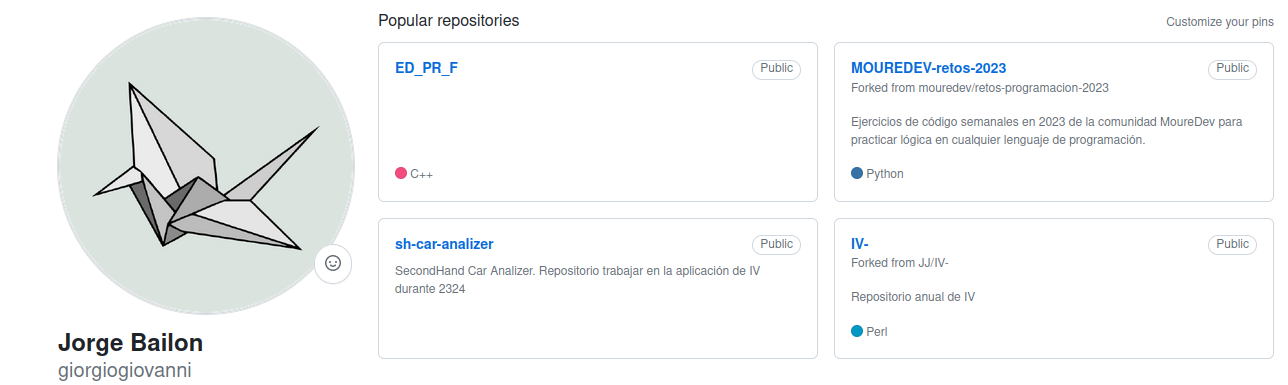 Popular repositories
Customize your pins
ED_PR_F
Public
C++
MOUREDEV-retos-2023
Public
Forked from mouredev/retos-programacion-2023
Ejercicios de código semanales en 2023 de la comunidad MoureDev para
practicar lógica en cualquier lenguaje de programación.
Python
sh-car-analizer
Public
SecondHand Car Analizer. Repositorio trabajar en la aplicación de IV
durante 2324
IV-
Public
Forked from JJ/IV-
Repositorio anual de IV
Perl
Jorge Bailon
giorgiogiovanni